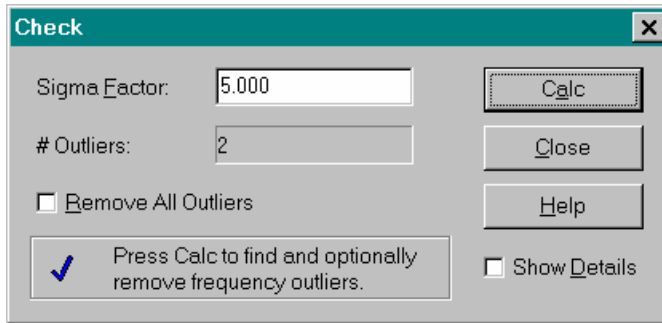 Check
Sigma Factor:
5.000
Calc
# Outliers:
2
Close
Remove All Outliers
Help
Press Calc to find and optionally
remove frequency outliers.
Show Details